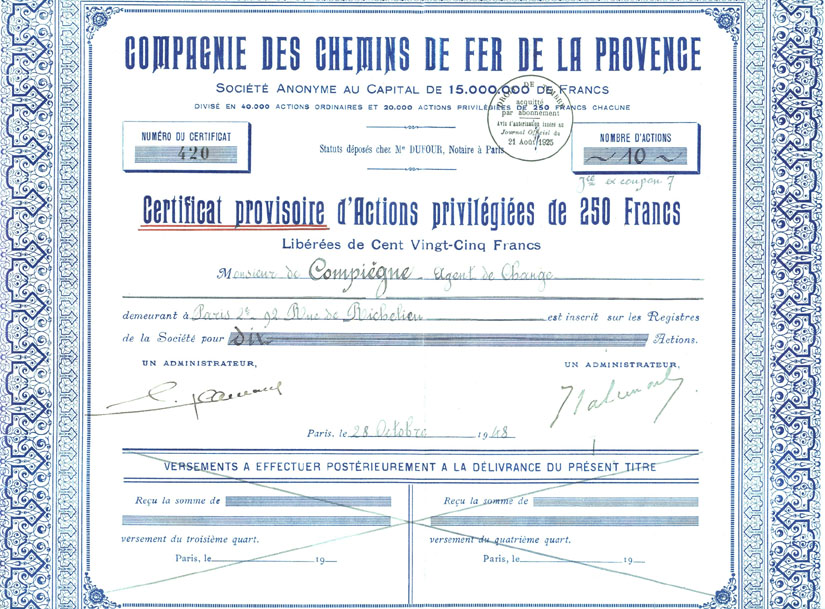 COMPAGNIE DES CHEMINS DE FER DE LA PROVENCE
SOCIÉTÉ ANONYME AU CAPITAL DE 15.000.000 DE FRANCS
DIVISÉ EN 40.000 ACTIONS ORDINAIRES ET 20.000 ACTIONS PRIVILÉGIÉES DE 250 FRANCS CHACUNE
acquitté
par abonnement
Journal Officiel du
21 Août 1925
NUMÉRO DU CERTIFICAT
420
Statuts déposés chez Me DUFOUR, Notaire à Paris
NOMBRE D'ACTIONS
10
ex coupon 7
Certificat provisoire d'Actions privilégiées de 250 Francs
Libérées de Cent Vingt-Cinq Francs
Monsieur de Compiégne Agent de Change
demeurant à Paris 2e 92 Rue de Richelieu est inscrit sur les Registres
de la Société pour dix Actions.
UN ADMINISTRATEUR, UN ADMINISTRATEUR,
Paris, le 28 Octobre 1948
VERSEMENTS A EFFECTUER POSTÉRIEUREMENT A LA DÉLIVRANCE DU PRÉSENT TITRE
Reçu la somme de
versement du troisième quart.
Paris, le 19
Reçu la somme de
versement du quatrième quart.
Paris, le 19